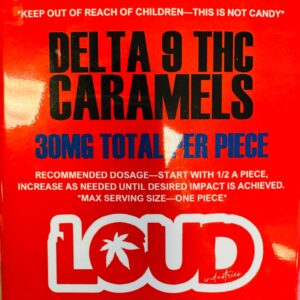 *KEEP OUT OF REACH OF CHILDREN—THIS IS NOT CANDY*
DELTA 9 THC
CARAMELS
30MG TOTAL PER PIECE
RECOMMENDED DOSAGE—START WITH 1/2 A PIECE,
INCREASE AS NEEDED UNTIL DESIRED IMPACT IS ACHIEVED.
*MAX SERVING SIZE—ONE PIECE*
LOUD
industries